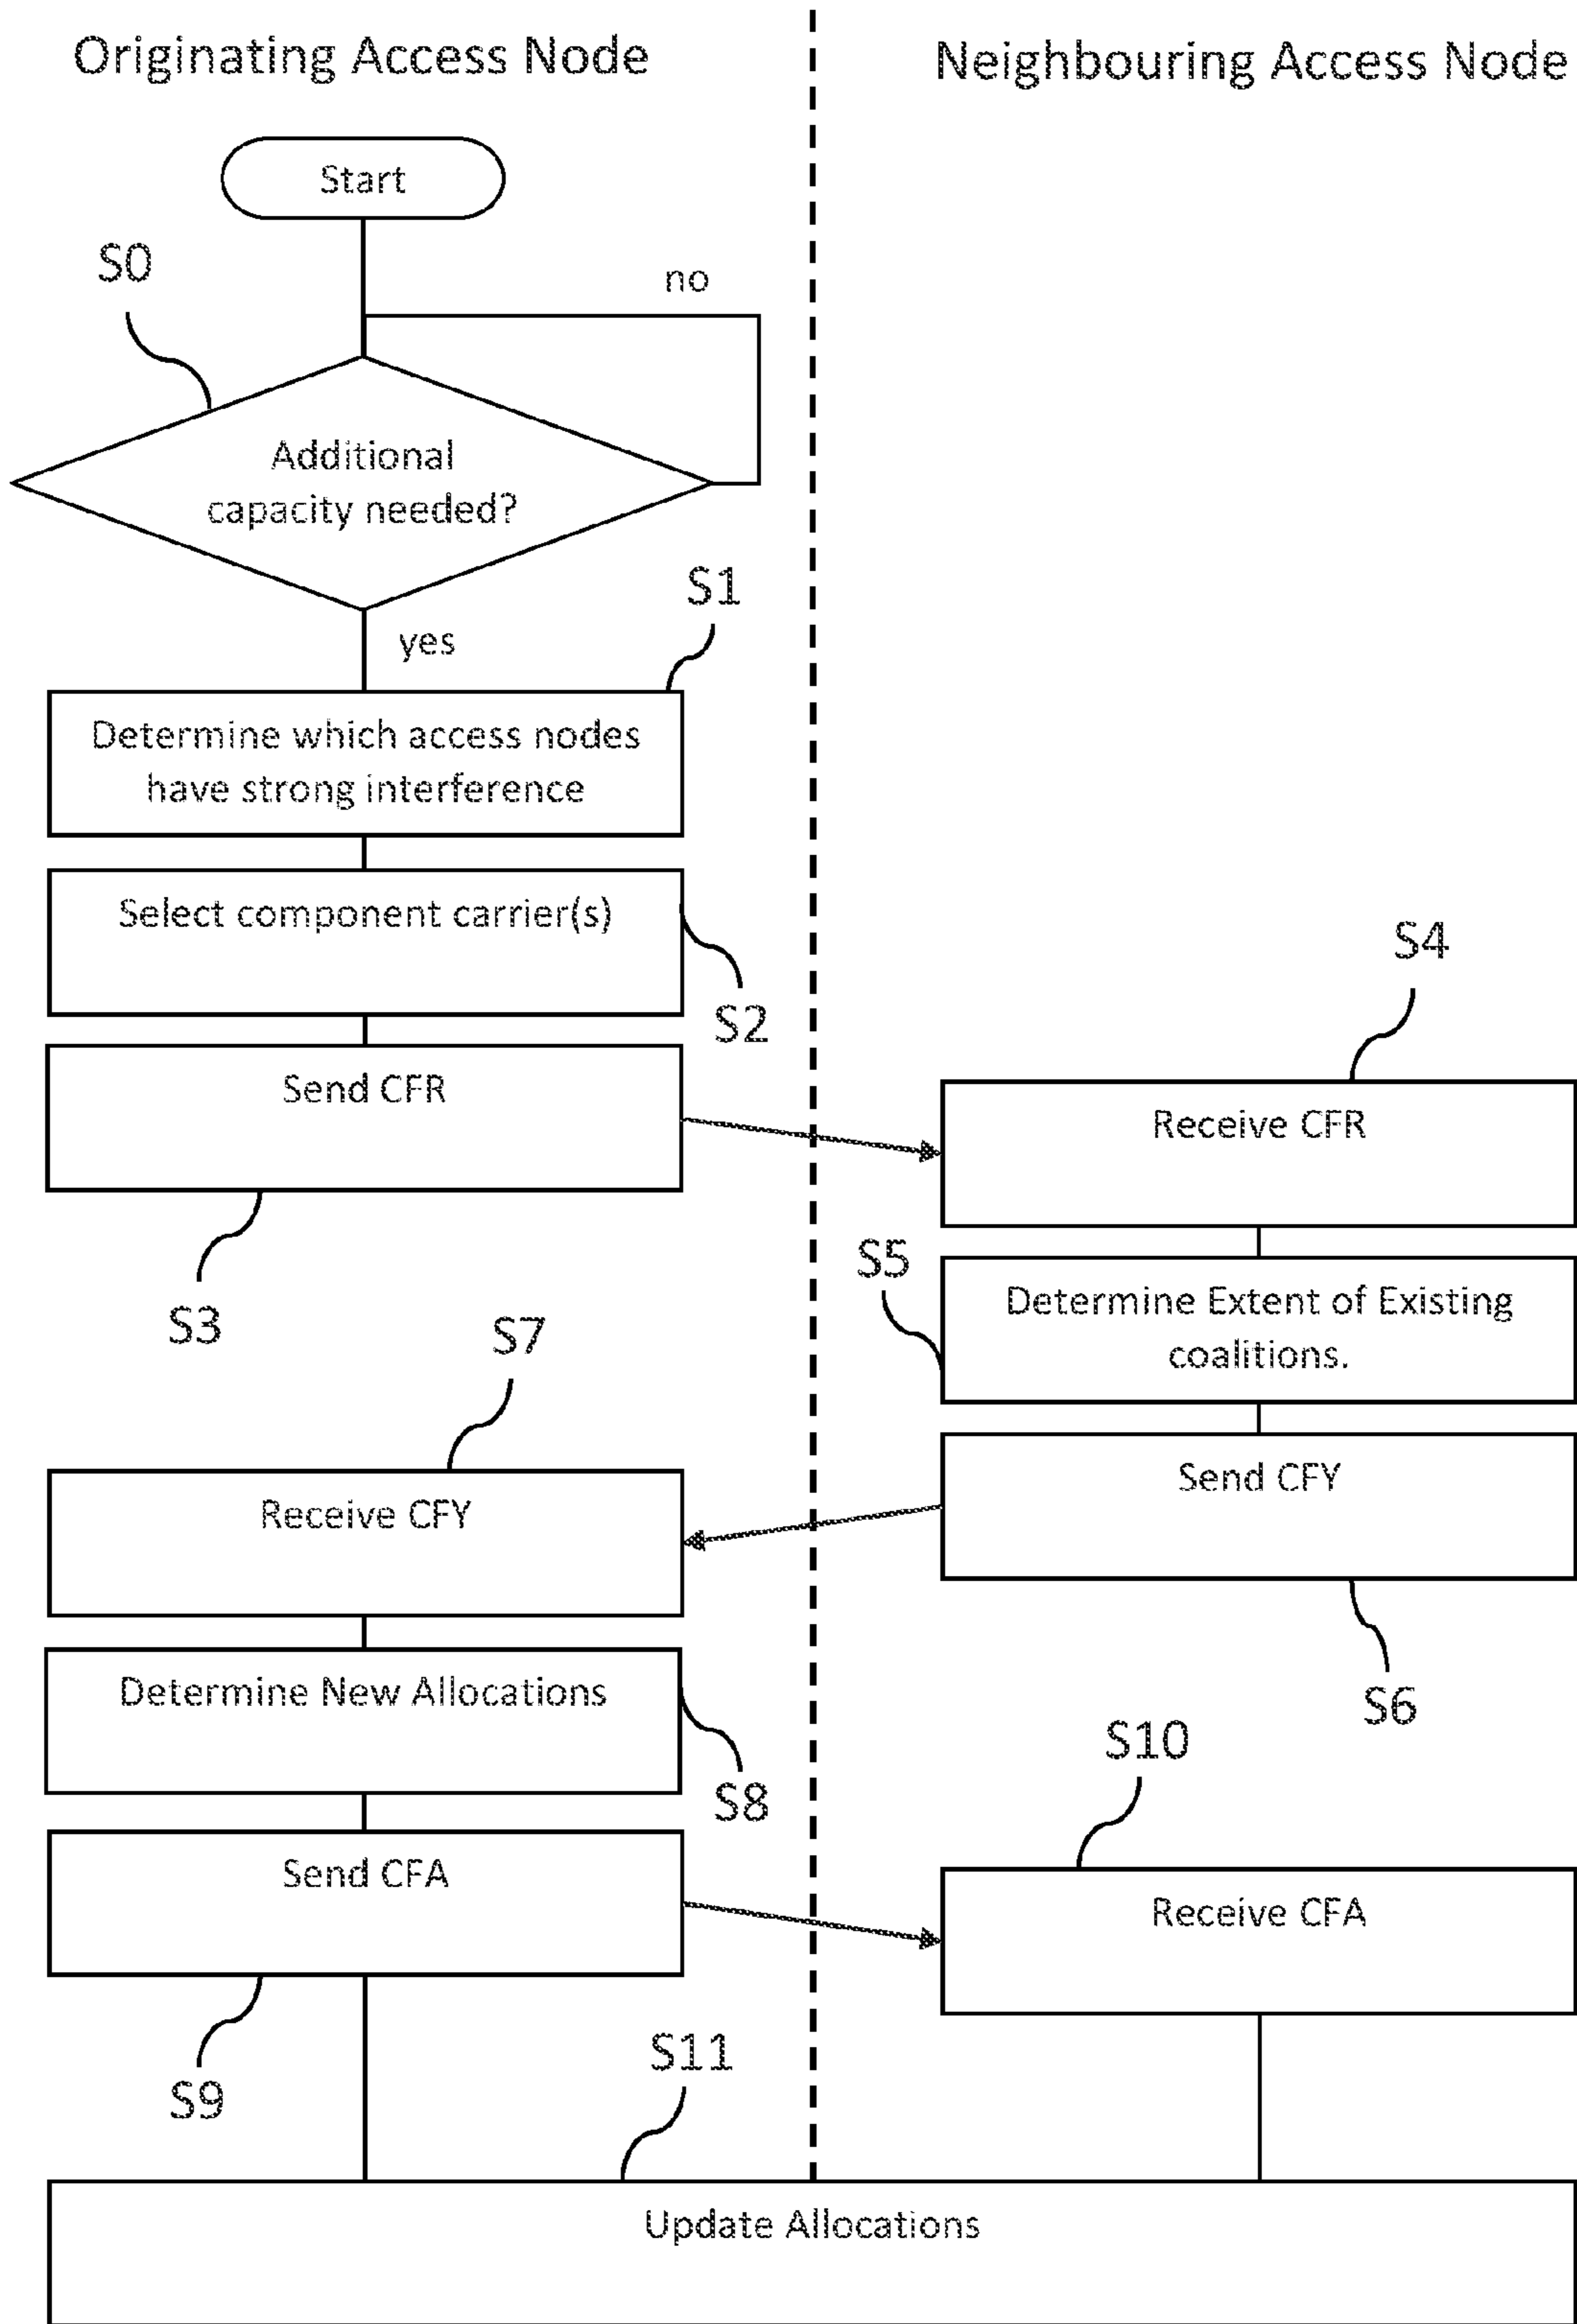 Originating Access Node
Neighbouring Access Node
Start
S0
no
Additional
capacity needed?
S1
yes
Determine which access nodes
have strong interference
Select component carrier(s)
S2
S4
Send CFR
Receive CFR
S3
S5
Determine Extent of Existing
coalitions.
S7
Send CFY
Receive CFY
S6
Determine New Allocations
S8
S10
Send CFA
Receive CFA
S9
S11
Update Allocations